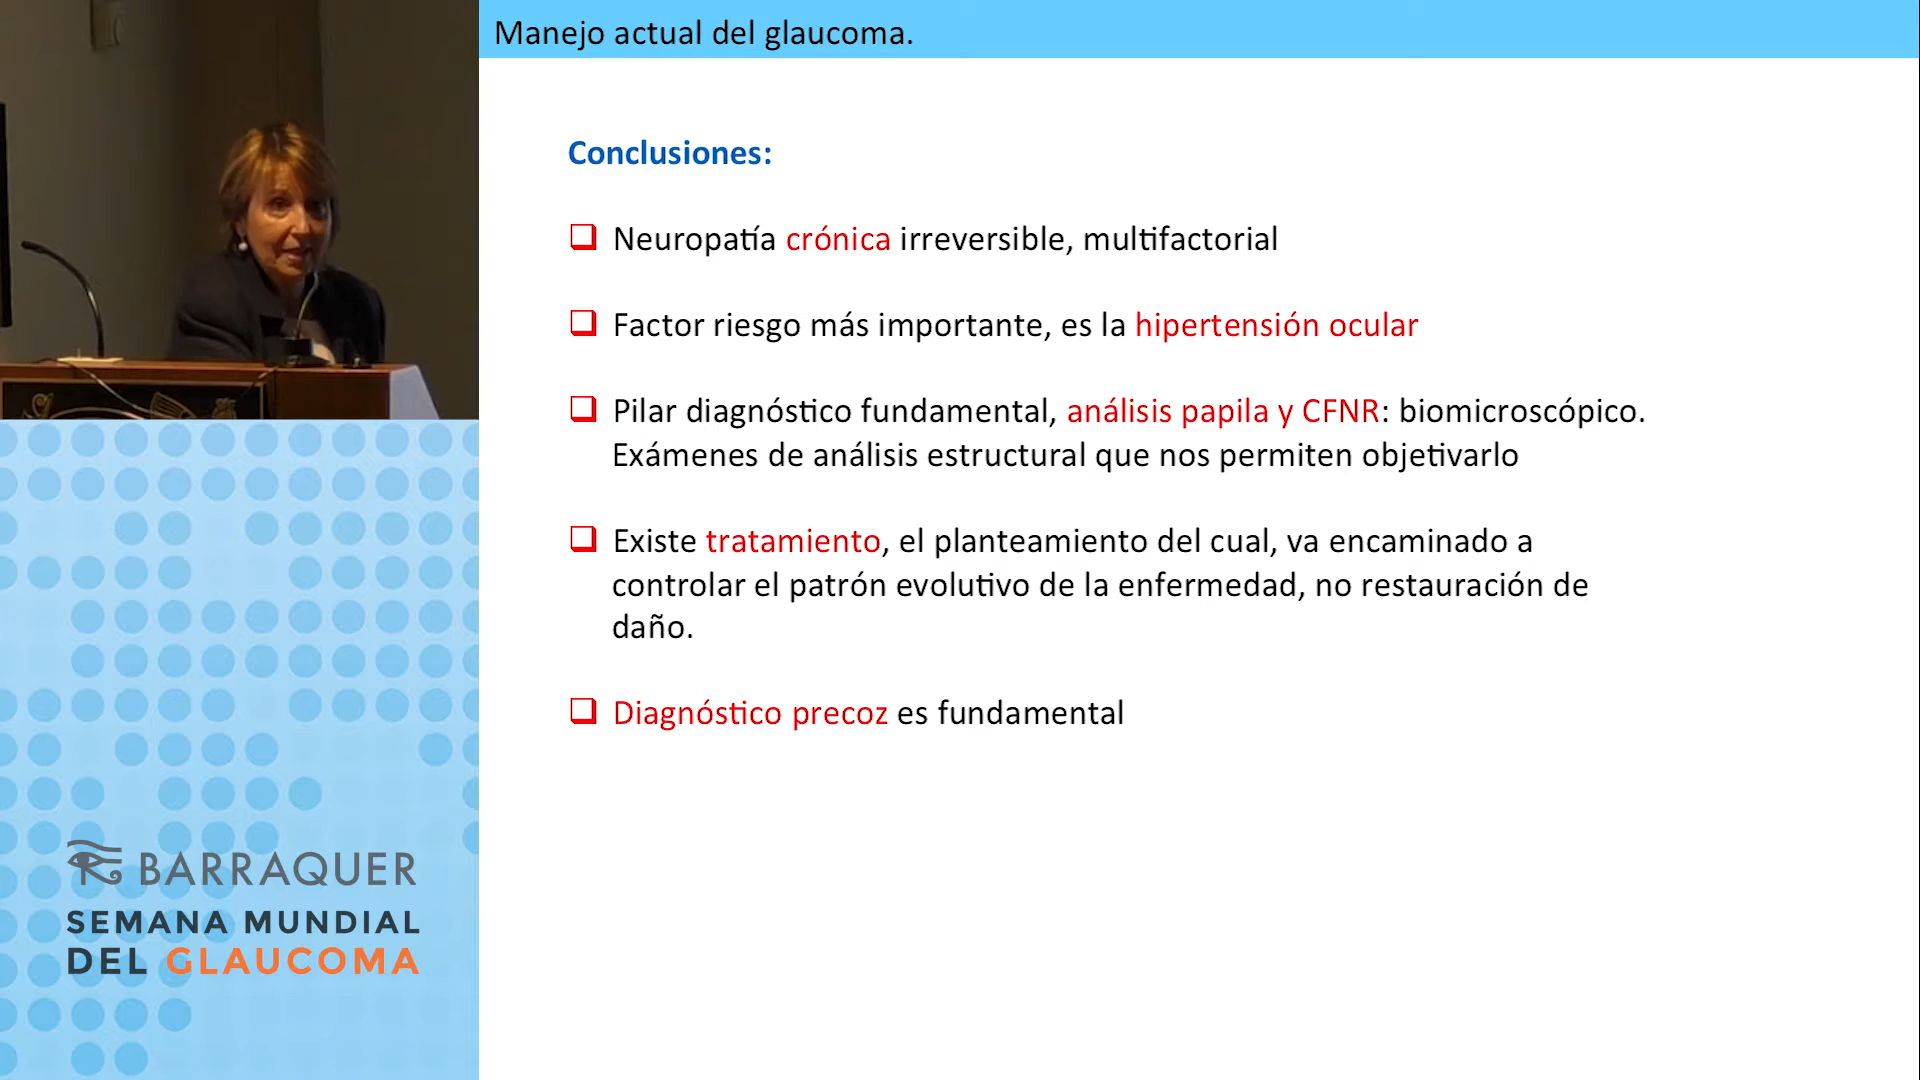 Manejo actual del glaucoma.
Conclusiones:
Neuropatía crónica irreversible, multifactorial
Factor riesgo más importante, es la hipertensión ocular
Pilar diagnóstico fundamental, análisis papila y CFNR: biomicroscópico.
Exámenes de análisis estructural que nos permiten objetivarlo
Existe tratamiento, el planteamiento del cual, va encaminado a
controlar el patrón evolutivo de la enfermedad, no restauración de
daño.
Diagnóstico precoz es fundamental
BARRAQUER
SEMANA MUNDIAL
DEL GLAUCOMA